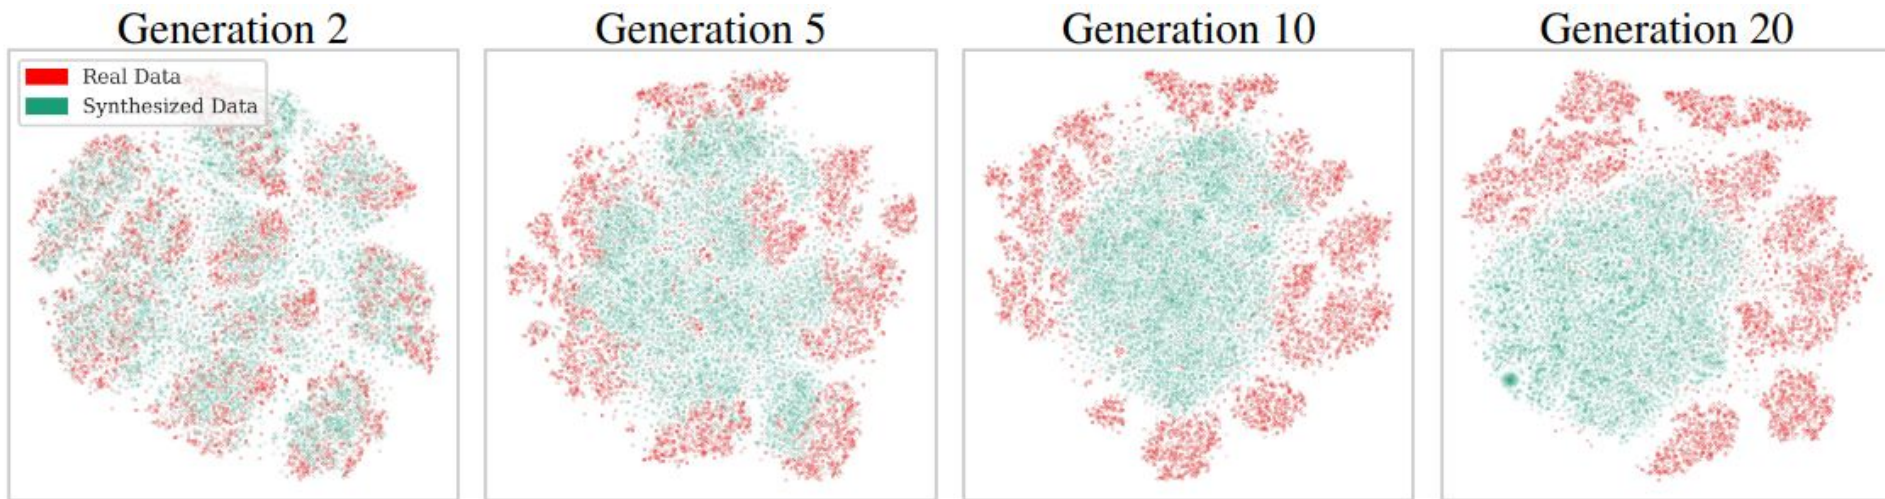 Generation 2
Generation 5
Generation 10
Generation 20
Real Data
Synthesized Data